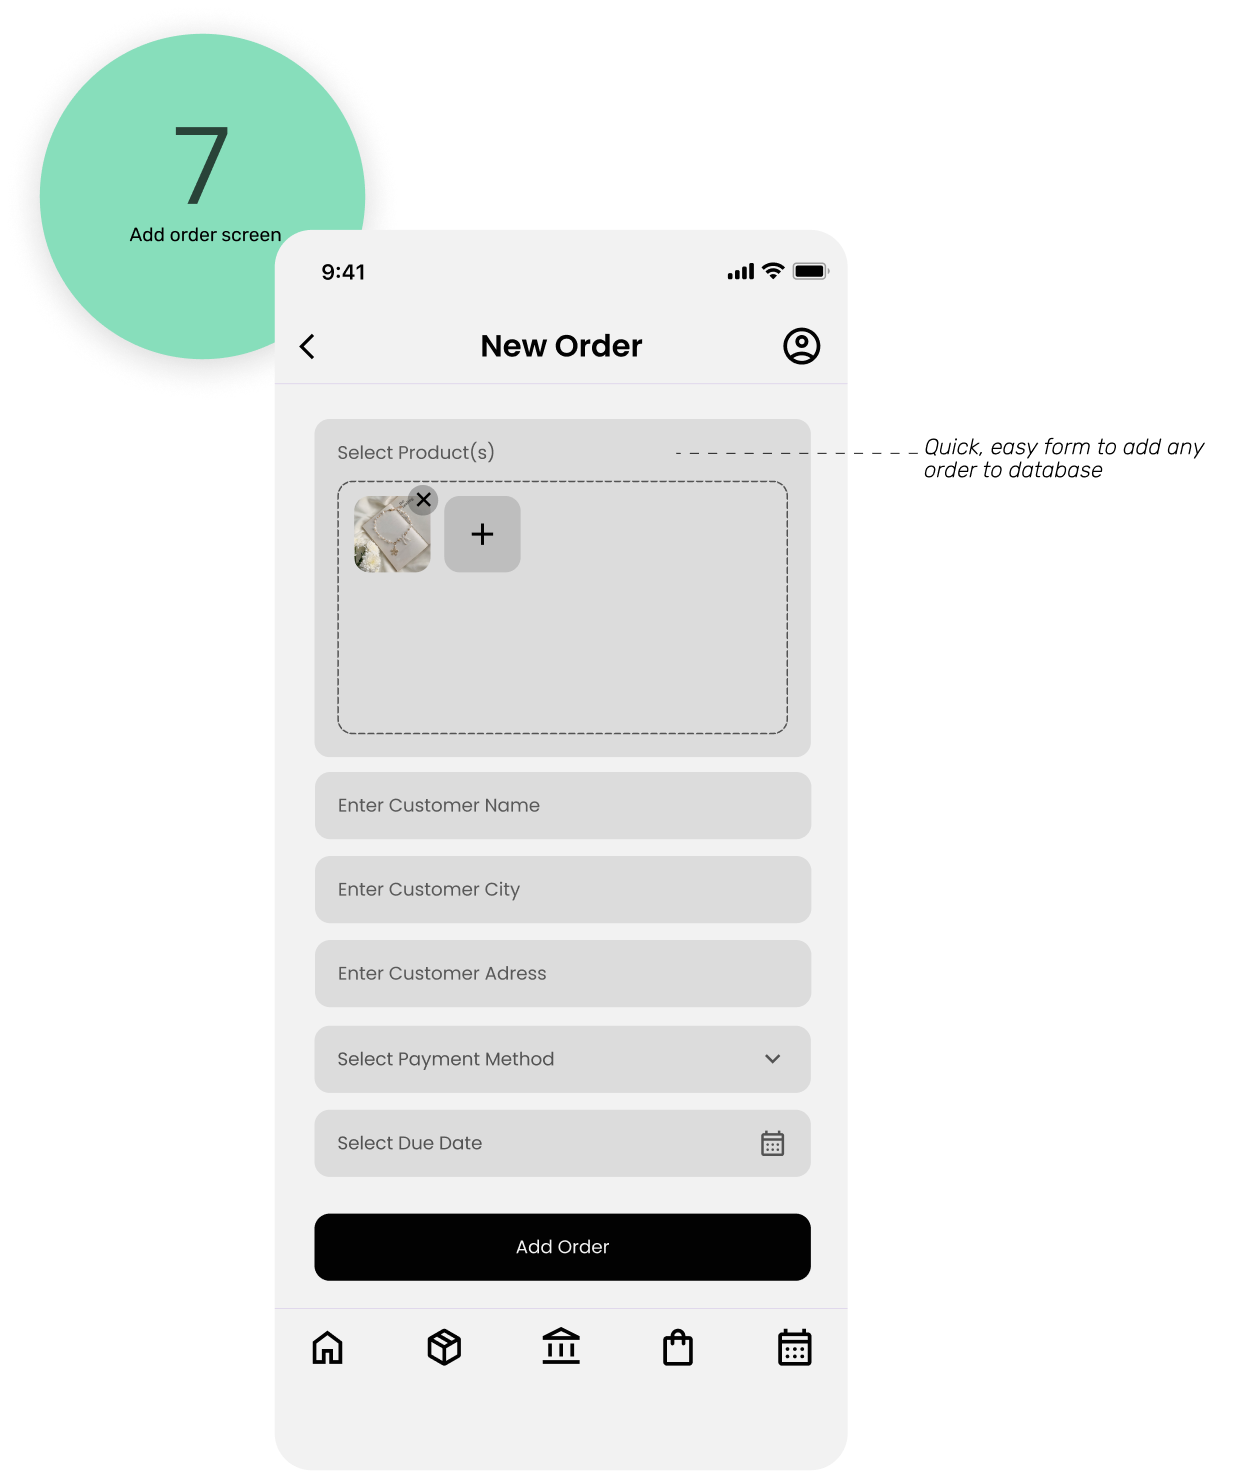 7
Add order screen
9:41
New Order
Select Product(s)
Quick, easy form to add any
order to database
Enter Customer Name
Enter Customer City
Enter Customer Adress
Select Payment Method
Select Due Date
Add Order